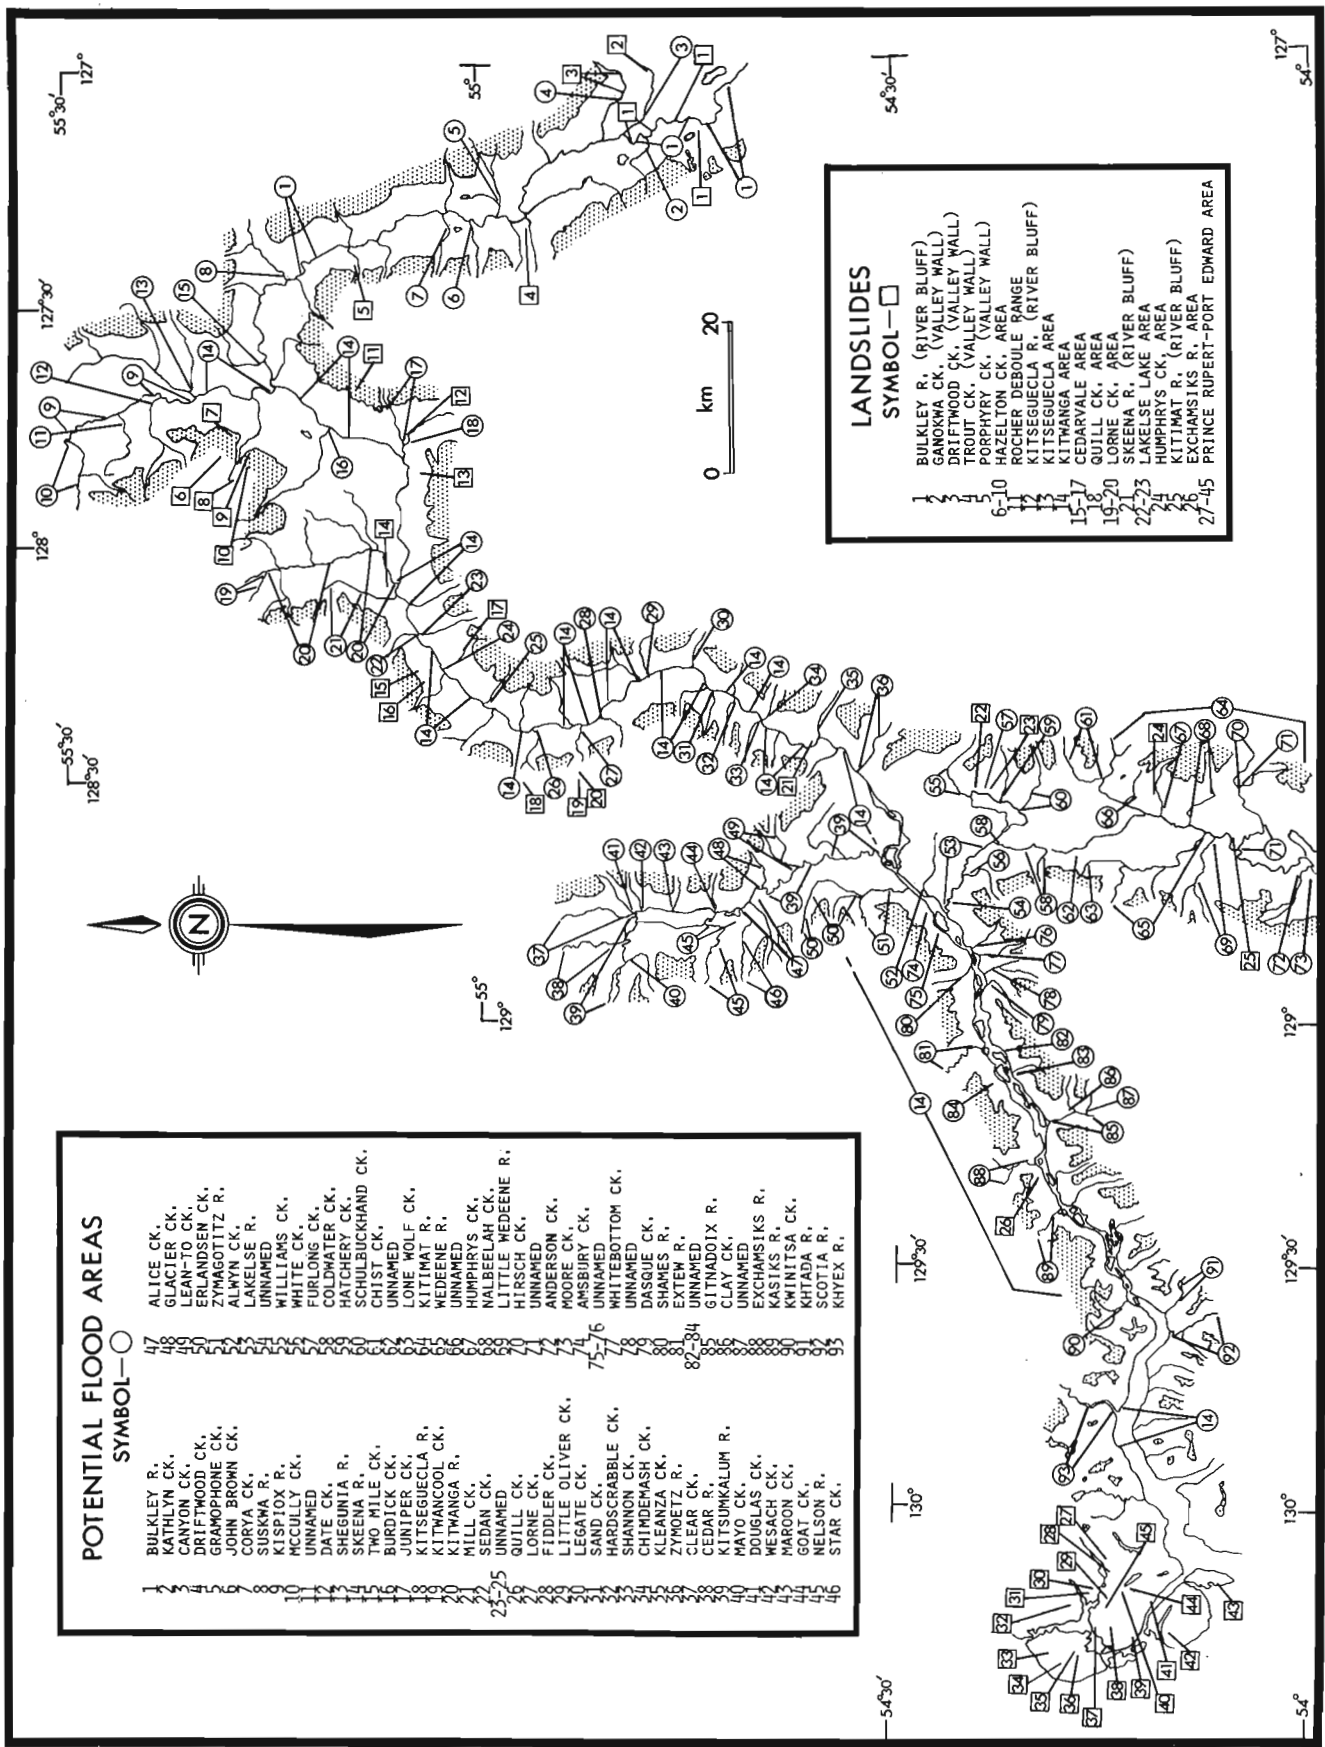 POTENTIAL FLOOD AREAS
SYMBOL—○
1 BULKLEY R.
2 KATHLYN CK.
3 CANYON CK.
4 DRIFTWOOD CK.
5 GRAMOPHONE CK.
6 JOHN BROWN CK.
7 CORYA CK.
8 SUSKWA R.
9 KISPIOX R.
10 MCCULLY CK.
11 UNNAMED
12 DATE CK.
13 SHEGUNIA R.
14 SKEENA R.
15 TWO MILE CK.
16 BURDICK CK.
17 JUNIPER CK.
18 KITSEGUECLA R.
19 KITWANCOOL CK.
20 KITWANGA R.
21 MILL CK.
22 SEDAN CK.
23-25 UNNAMED
26 QUILL CK.
27 LORNE CK.
28 FIDDLER CK.
29 LITTLE OLIVER CK.
30 LEGATE CK.
31 SAND CK.
32 HARDSCRABBLE CK.
33 SHANNON CK.
34 CHIMDEMASH CK.
35 KLEANZA CK.
36 ZYMOETZ R.
37 CLEAR CK.
38 CEDAR R.
39 KITSUMKALUM R.
40 MAYO CK.
41 DOUGLAS CK.
42 WESACH CK.
43 MAROON CK.
44 GOAT CK.
45 NELSON R.
46 STAR CK.
47 ALICE CK.
48 GLACIER CK.
49 LEAN-TO CK.
50 ERLANDSEN CK.
51 ZYMAGOTITZ R.
52 ALWYN CK.
53 LAKELSE R.
54 UNNAMED
55 WILLIAMS CK.
56 WHITE CK.
57 FURLONG CK.
58 COLDWATER CK.
59 HATCHERY CK.
60 SCHULBUCKHAND CK.
61 CHIST CK.
62 UNNAMED
63 LONE WOLF CK.
64 KITIMAT R.
65 WEDEENE R.
66 UNNAMED
67 HUMPHRYS CK.
68 NALBEELAH CK.
69 LITTLE WEDEENE R.
70 HIRSCH CK.
71 UNNAMED
72 ANDERSON CK.
73 MOORE CK.
74 AMSBURY CK.
75-76 UNNAMED
77 WHITEBOTTOM CK.
78 UNNAMED
79 DASQUE CK.
80 SHAMES R.
81 EXTEW R.
82-84 UNNAMED
85 GITNADOIX R.
86 CLAY CK.
87 UNNAMED
88 EXCHAMSIKS R.
89 KASIKS R.
90 KWINITSA CK.
91 KHTADA R.
92 SCOTIA R.
93 KHYEX R.
LANDSLIDES
SYMBOL—□
1 BULKLEY R. (RIVER BLUFF)
2 GANOKWA CK. (VALLEY WALL)
3 DRIFTWOOD CK. (VALLEY WALL)
4 TROUT CK. (VALLEY WALL)
5 PORPHYRY CK. (VALLEY WALL)
6-10 HAZELTON CK. AREA
11 ROCHER DEBOULE RANGE
12 KITSEGUECLA R. (RIVER BLUFF)
13 KITSEGUECLA AREA
14 KITWANGA AREA
15-17 CEDARVALE AREA
18 QUILL CK. AREA
19-20 LORNE CK. AREA
21 SKEENA R. (RIVER BLUFF)
22-23 LAKELSE LAKE AREA
24 HUMPHRYS CK. AREA
25 KITIMAT R. (RIVER BLUFF)
26 EXCHAMSIKS R. AREA
27-45 PRINCE RUPERT-PORT EDWARD AREA
N
0 km 20
55°30′
127°
55°
54°30′
127°
54°
127°30′
128°
55°30′
128°30′
55°
129°
129°
129°30′
129°30′
130°
130°
54°30′
54°